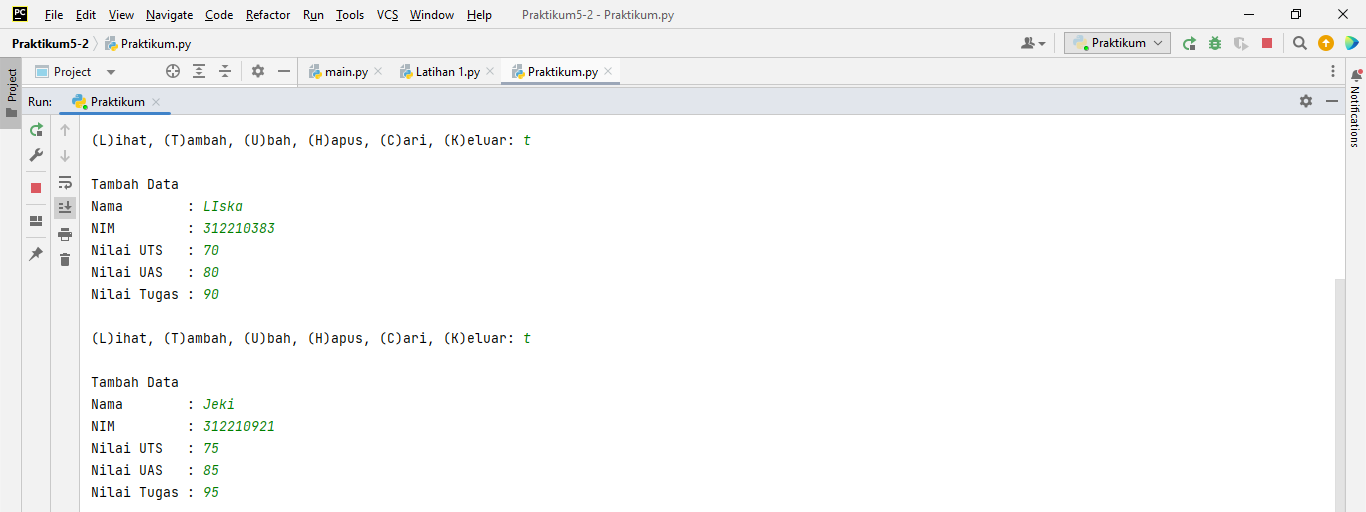 PC File Edit View Navigate Code Refactor Run Tools VCS Window Help Praktikum5-2 - Praktikum.py
Praktikum5-2 Praktikum.py Praktikum
Project Project main.py Latihan 1.py Praktikum.py
Run: Praktikum
Notifications
(L)ihat, (T)ambah, (U)bah, (H)apus, (C)ari, (K)eluar: t
Tambah Data
Nama : LIska
NIM : 312210383
Nilai UTS : 70
Nilai UAS : 80
Nilai Tugas : 90
(L)ihat, (T)ambah, (U)bah, (H)apus, (C)ari, (K)eluar: t
Tambah Data
Nama : Jeki
NIM : 312210921
Nilai UTS : 75
Nilai UAS : 85
Nilai Tugas : 95